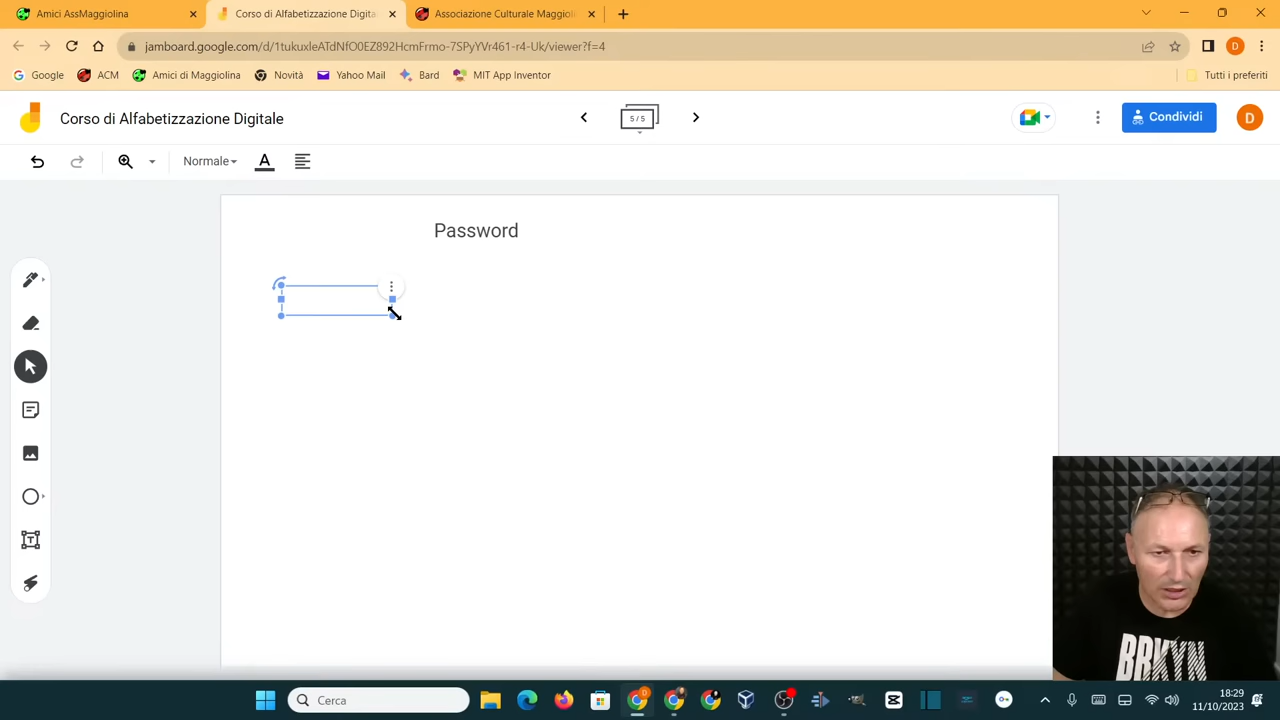 Amici AssMaggiolina
Corso di Alfabetizzazione Digita
Associazione Culturale Maggioli
jamboard.google.com/d/1tukuxleATdNfO0EZ892HcmFrmo-7SPyYVr461-r4-Uk/viewer?f=4
D
Google
ACM
Amici di Maggiolina
Novità
Yahoo Mail
Bard
MIT App Inventor
Tutti i preferiti
Corso di Alfabetizzazione Digitale
5 / 5
Condividi
D
Normale
A
Password
T
BRKYN
Cerca
D
18:29
11/10/2023